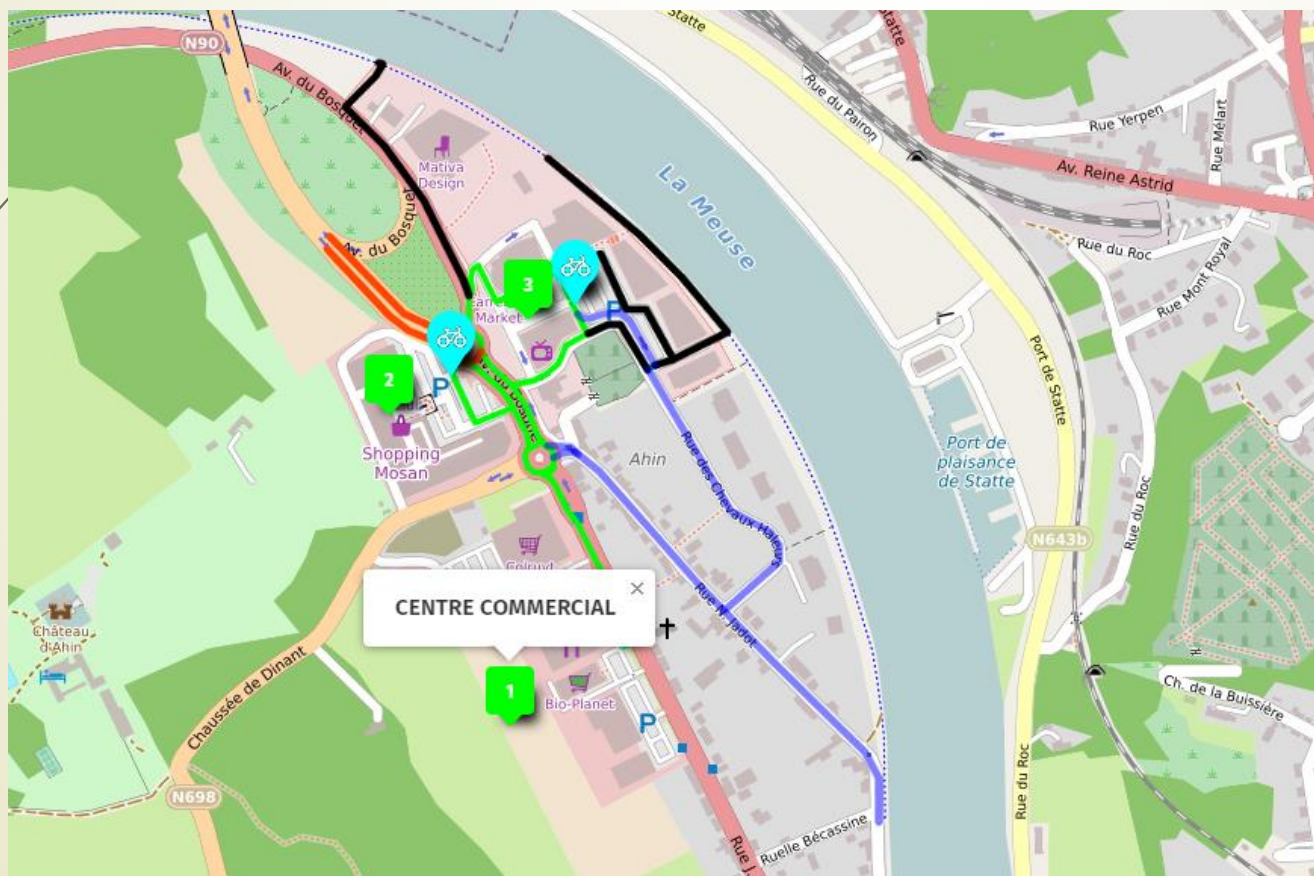 Statte
Statte
N90
Av. du Bosquet
Rue du Pairon
Rue Yerpen
Rue Mélart
Av. Reine Astrid
Mativa
Design
La Meuse
Av. du Bosquet
Rue du Roc
Rue Mont Royal
3
Market
P
2
P
Port de Statte
Shopping
Mosan
Ahin
Rue des Chevaux Haleurs
Port de
plaisance
de Statte
Rue du Roc
N643b
Colruyt
CENTRE COMMERCIAL
×
Rue N. Jadot
Château
d'Ahin
Chaussée de Dinant
1
Bio-Planet
P
Ch. de la Buissière
Rue du Roc
N698
Rue J.
Ruelle Bécassine